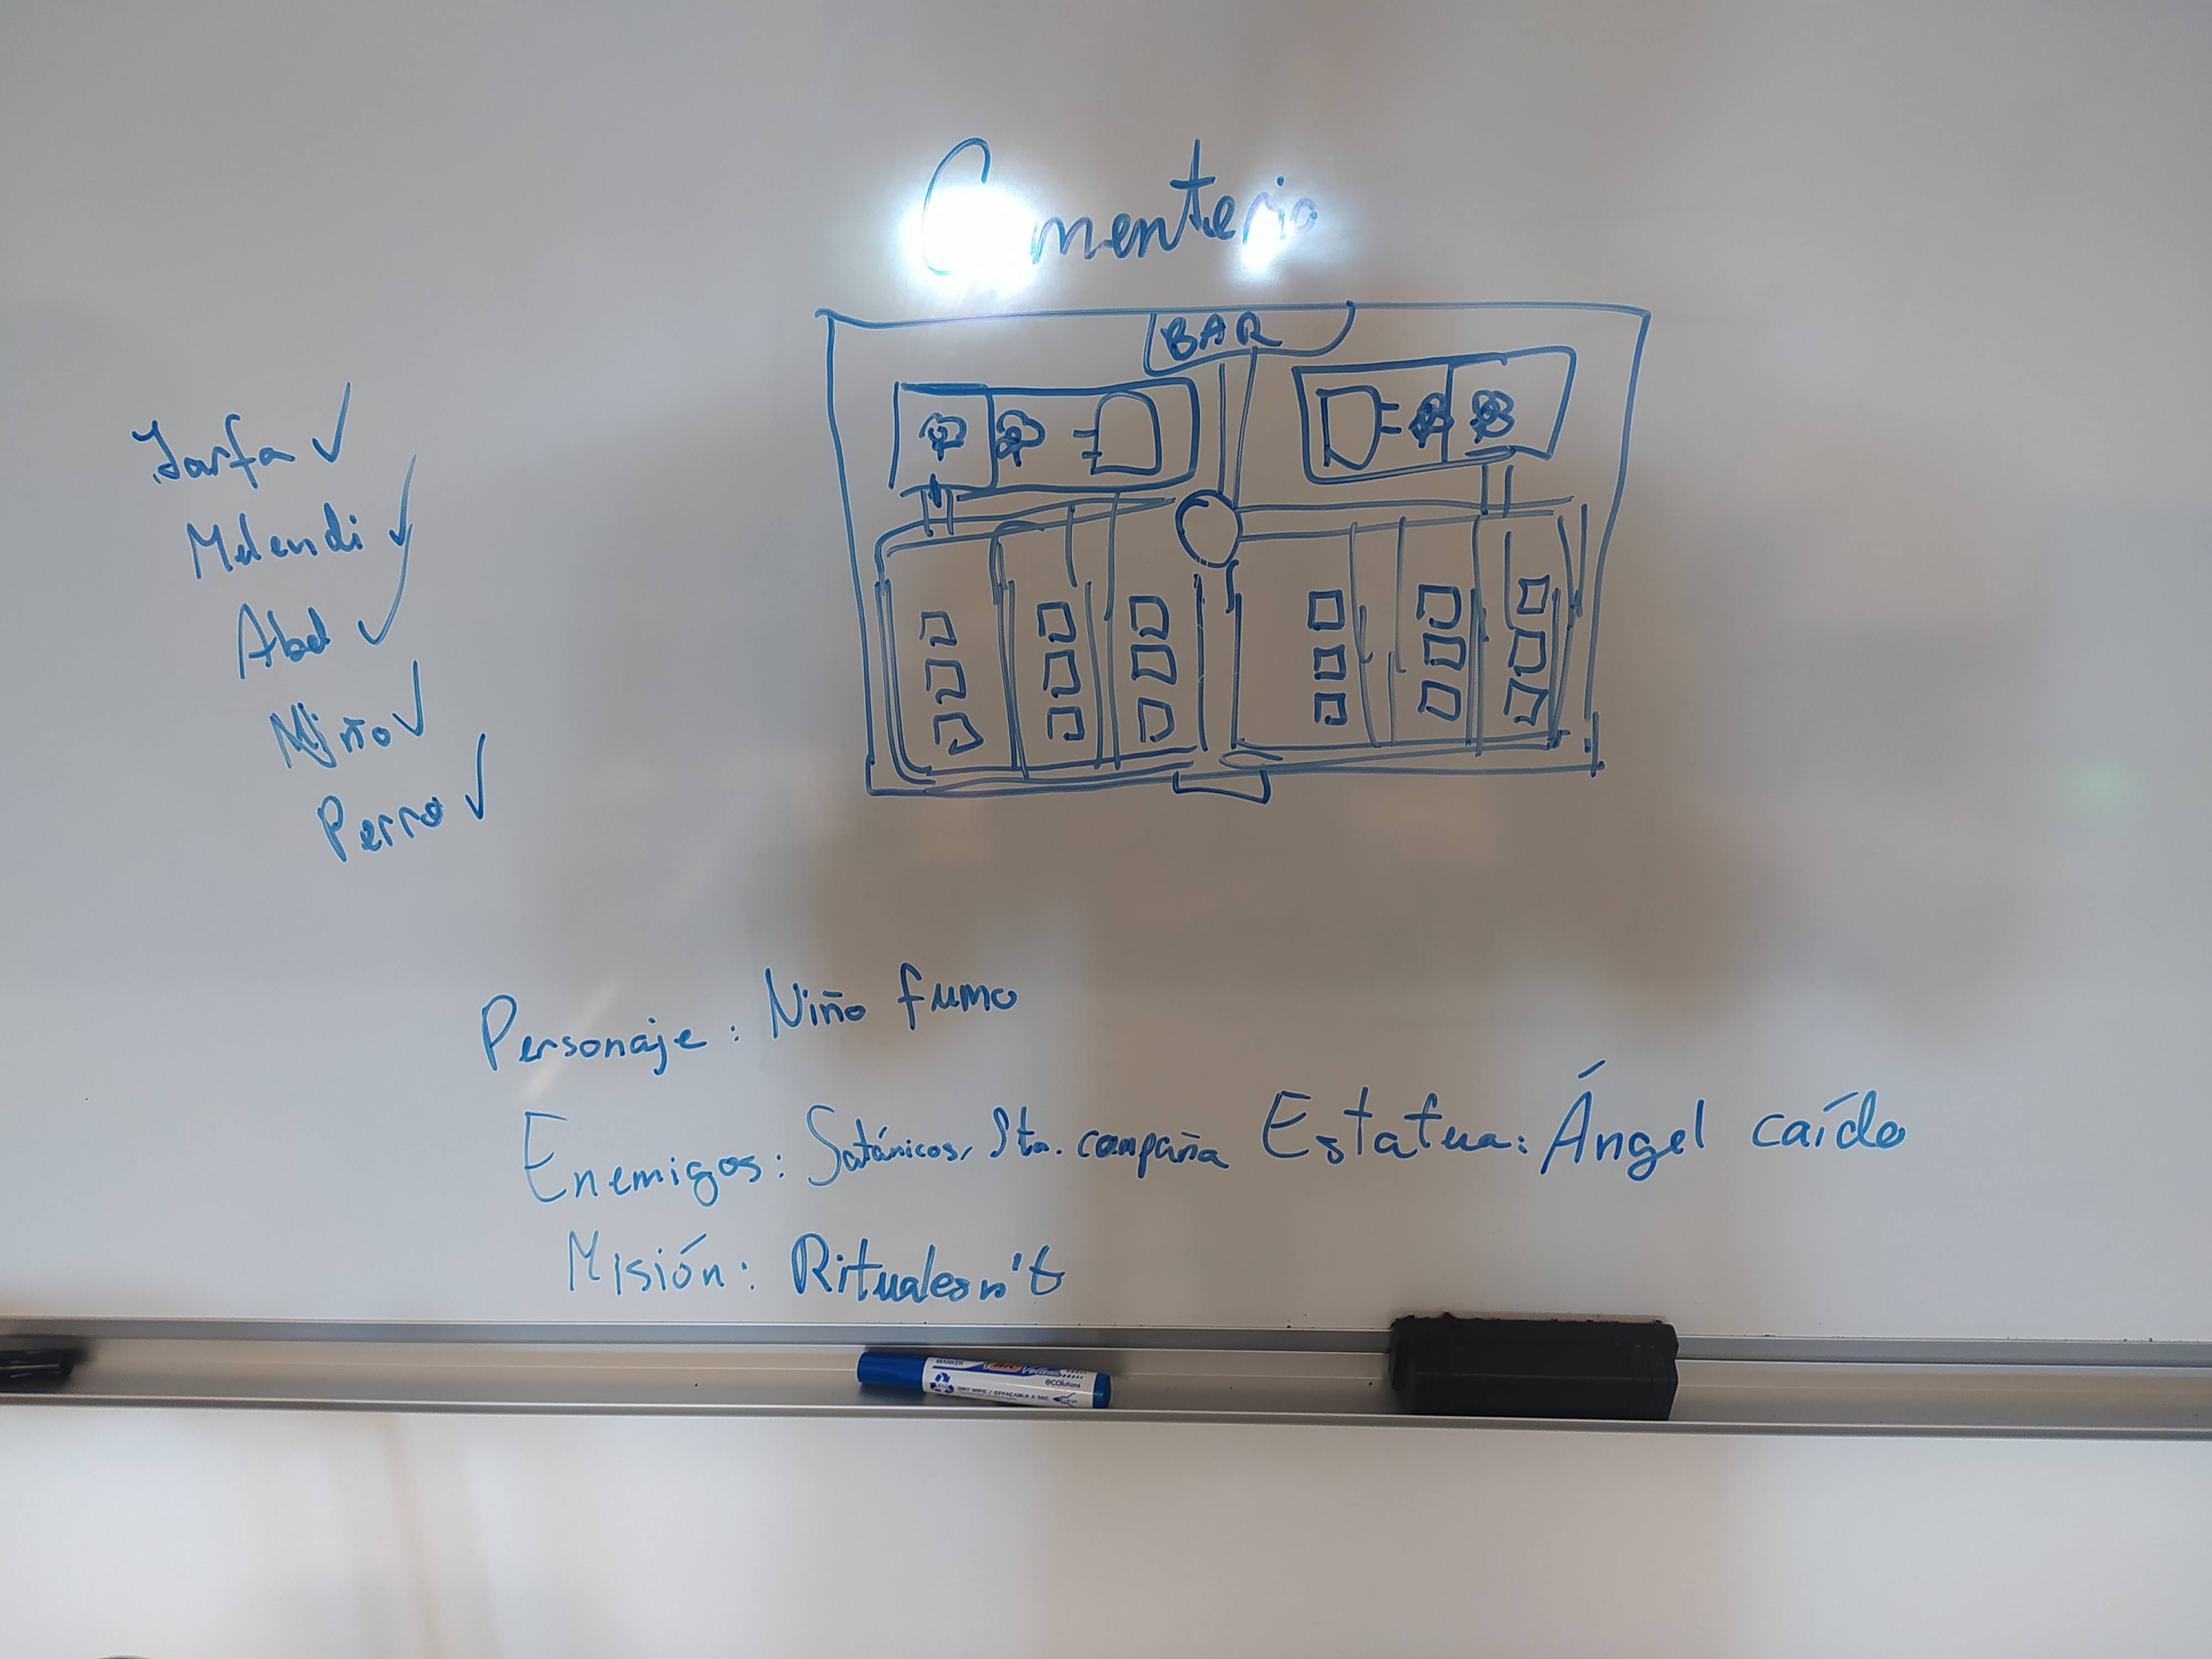 Cementerio
BAR
Jarfa ✓
Melendi ✓
Abel ✓
Niño ✓
Perro ✓
Personaje: Niño fumo
Enemigos: Satánicos, Sta. compaña Estatua: Ángel caído
Misión: Ritualesn't
MARKER
Velleda
ecOlutions
DRY WIPE / EFFAÇABLE A SEC